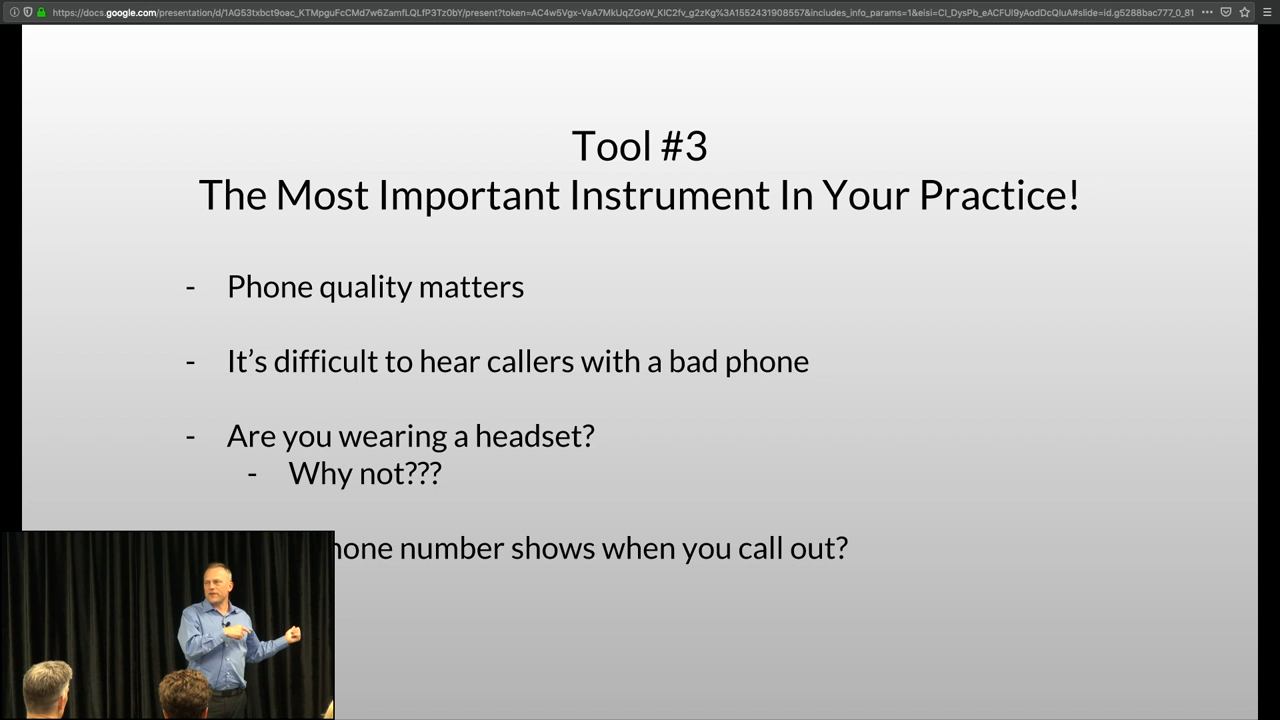 Tool #3
The Most Important Instrument In Your Practice!
- Phone quality matters
- It's difficult to hear callers with a bad phone
- Are you wearing a headset?
- Why not???
number shows when you call out?